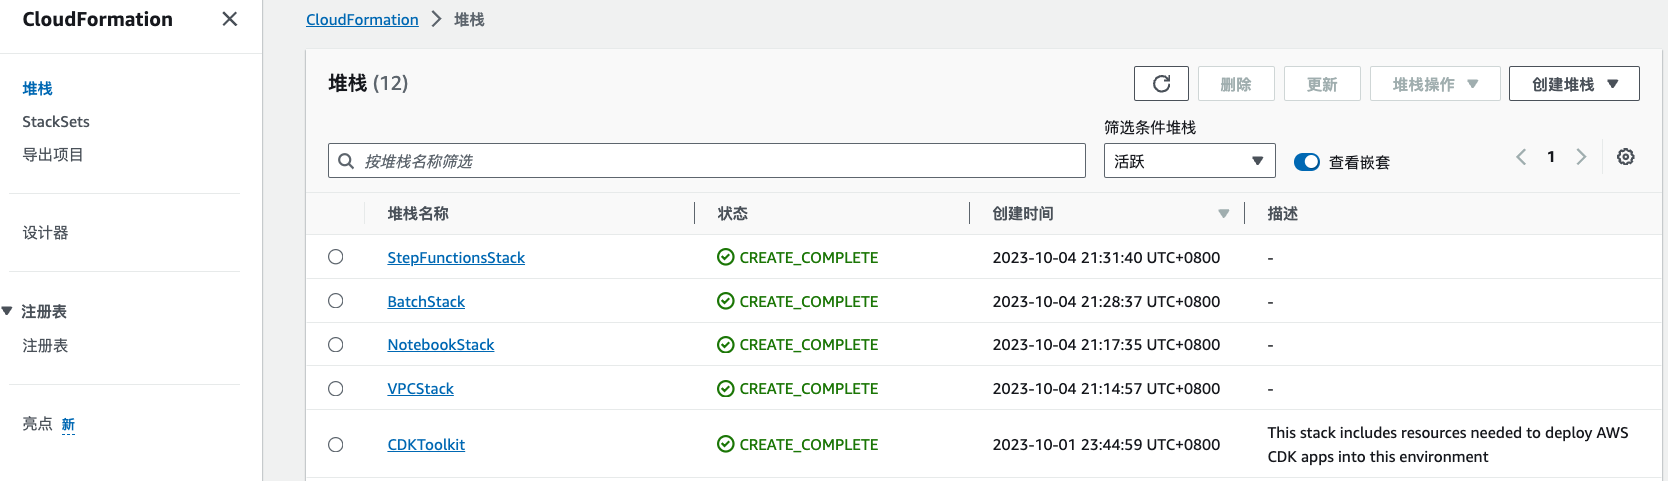 CloudFormation
堆栈
StackSets
导出项目
设计器
注册表
注册表
亮点 新
CloudFormation > 堆栈
堆栈 (12)
删除 更新 堆栈操作 创建堆栈
筛选条件堆栈
按堆栈名称筛选 活跃 查看嵌套 1
堆栈名称 状态 创建时间 描述
StepFunctionsStack CREATE_COMPLETE 2023-10-04 21:31:40 UTC+0800 -
BatchStack CREATE_COMPLETE 2023-10-04 21:28:37 UTC+0800 -
NotebookStack CREATE_COMPLETE 2023-10-04 21:17:35 UTC+0800 -
VPCStack CREATE_COMPLETE 2023-10-04 21:14:57 UTC+0800 -
CDKToolkit CREATE_COMPLETE 2023-10-01 23:44:59 UTC+0800 This stack includes resources needed to deploy AWS
CDK apps into this environment